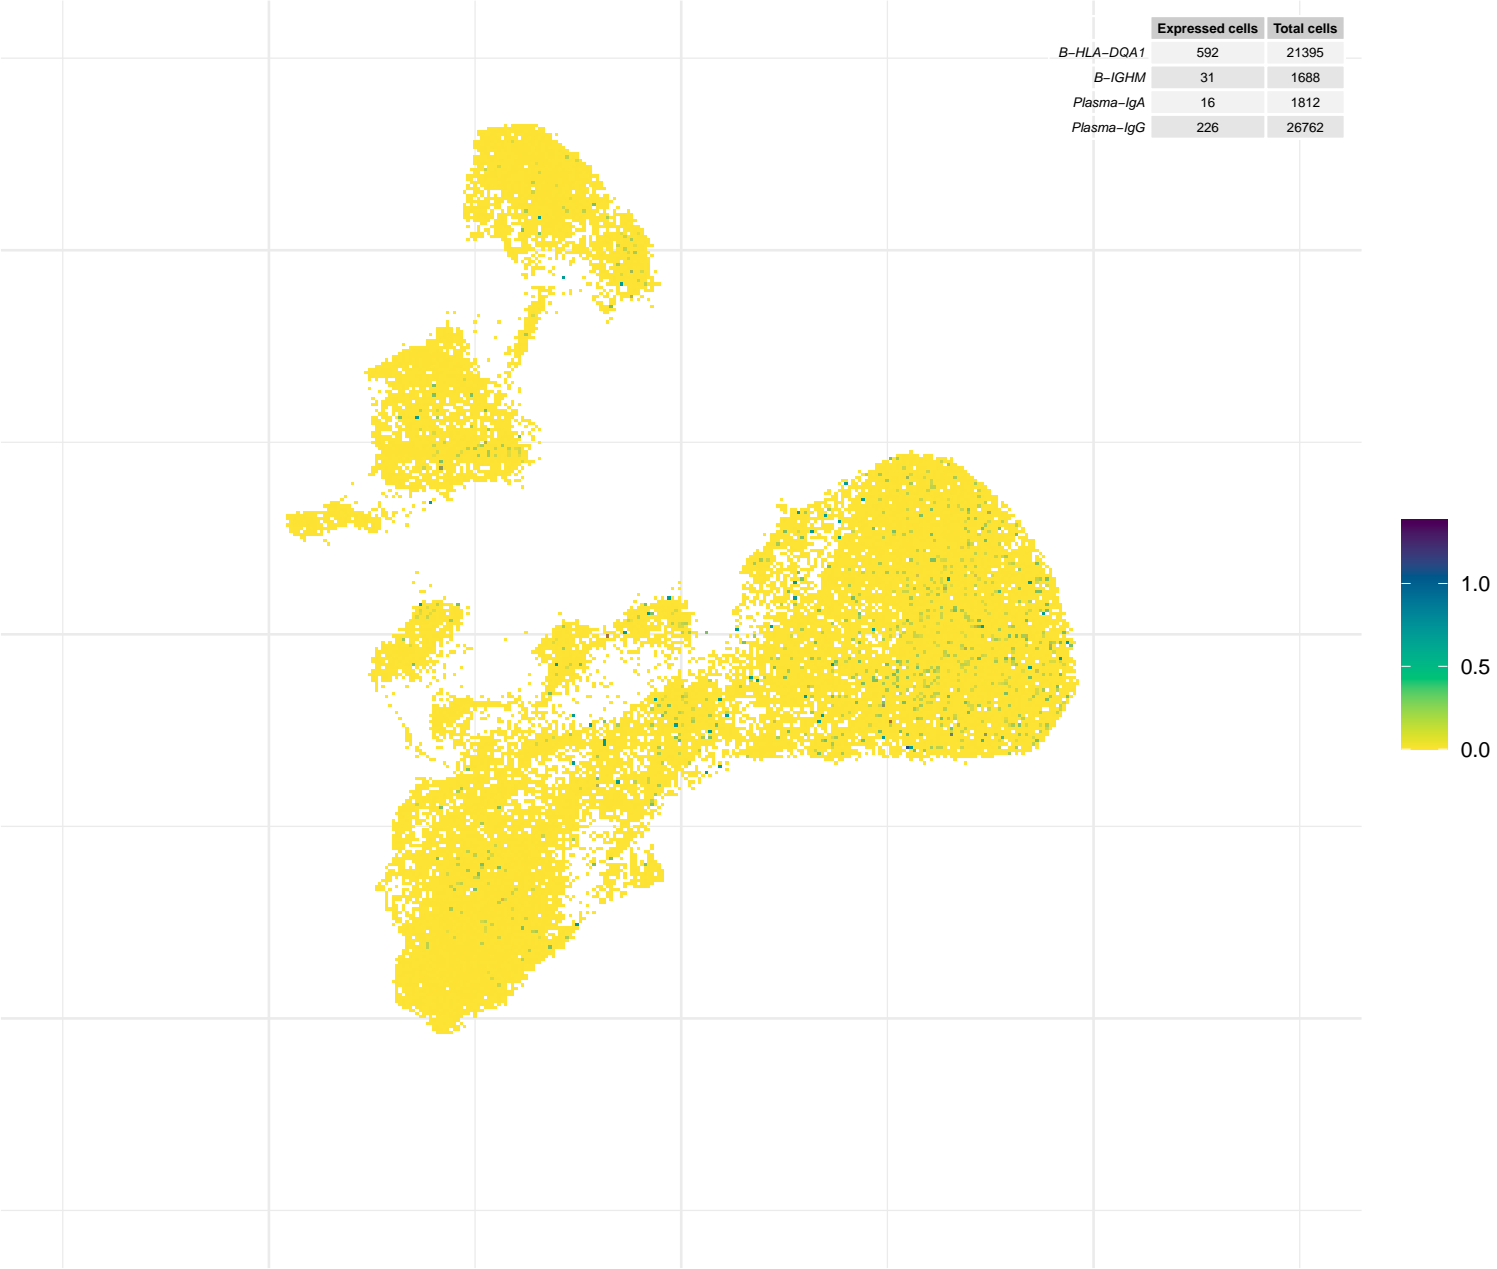 Expressed cells Total cells
B−HLA−DQA1 592 21395
B−IGHM 31 1688
Plasma−IgA 16 1812
Plasma−IgG 226 26762
1.0
0.5
0.0